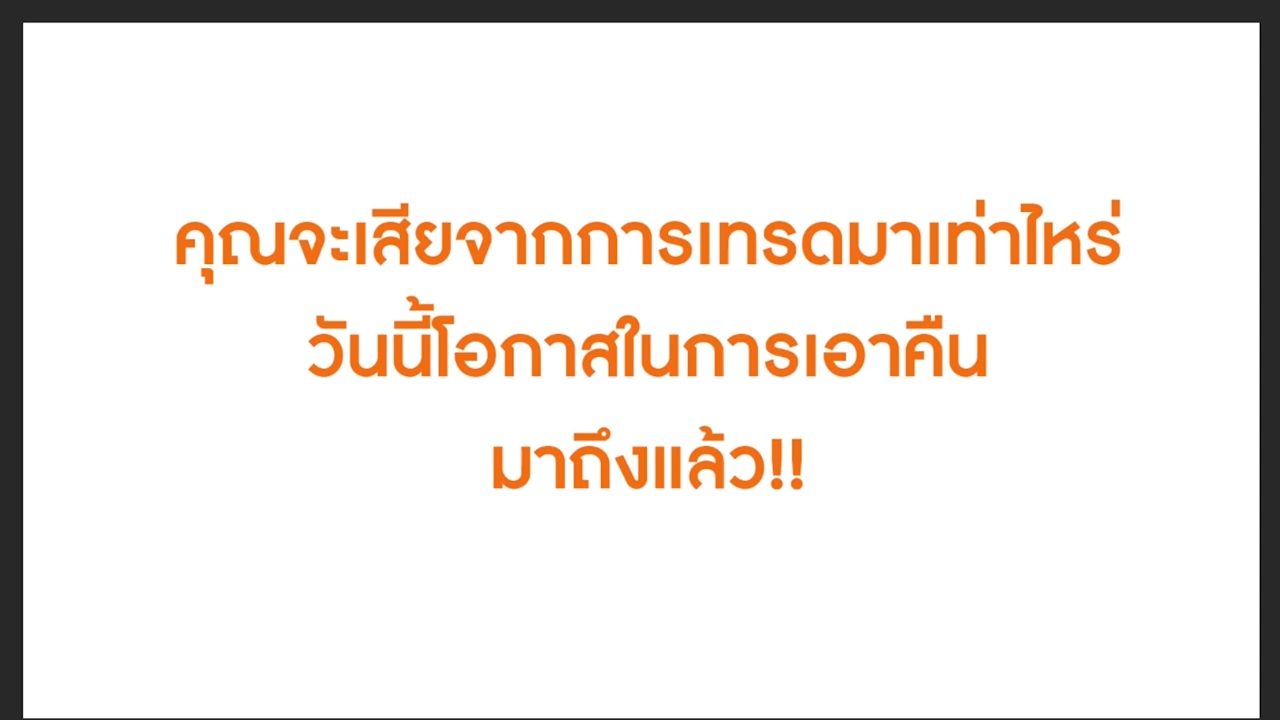 คุณจะเสียจากการเทรดมาเท่าไหร่
วันนี้โอกาสในการเอาคืน
มาถึงแล้ว!!